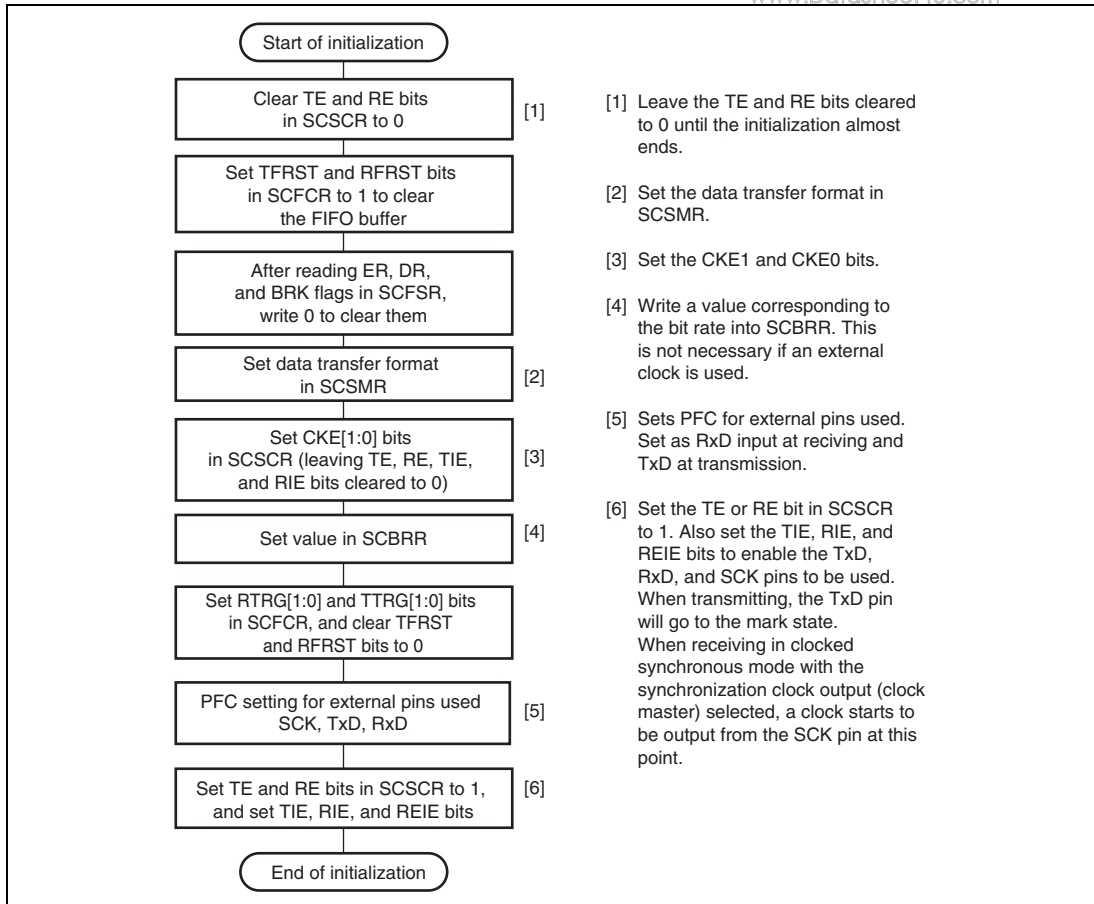 www.DataSheet4U.com
Start of initialization
Clear TE and RE bits
in SCSCR to 0
[1]
Set TFRST and RFRST bits
in SCFCR to 1 to clear
the FIFO buffer
After reading ER, DR,
and BRK flags in SCFSR,
write 0 to clear them
Set data transfer format
in SCSMR
[2]
Set CKE[1:0] bits
in SCSCR (leaving TE, RE, TIE,
and RIE bits cleared to 0)
[3]
Set value in SCBRR
[4]
Set RTRG[1:0] and TTRG[1:0] bits
in SCFCR, and clear TFRST
and RFRST bits to 0
PFC setting for external pins used
SCK, TxD, RxD
[5]
Set TE and RE bits in SCSCR to 1,
and set TIE, RIE, and REIE bits
[6]
End of initialization
[1] Leave the TE and RE bits cleared
to 0 until the initialization almost
ends.
[2] Set the data transfer format in
SCSMR.
[3] Set the CKE1 and CKE0 bits.
[4] Write a value corresponding to
the bit rate into SCBRR. This
is not necessary if an external
clock is used.
[5] Sets PFC for external pins used.
Set as RxD input at reciving and
TxD at transmission.
[6] Set the TE or RE bit in SCSCR
to 1. Also set the TIE, RIE, and
REIE bits to enable the TxD,
RxD, and SCK pins to be used.
When transmitting, the TxD pin
will go to the mark state.
When receiving in clocked
synchronous mode with the
synchronization clock output (clock
master) selected, a clock starts to
be output from the SCK pin at this
point.